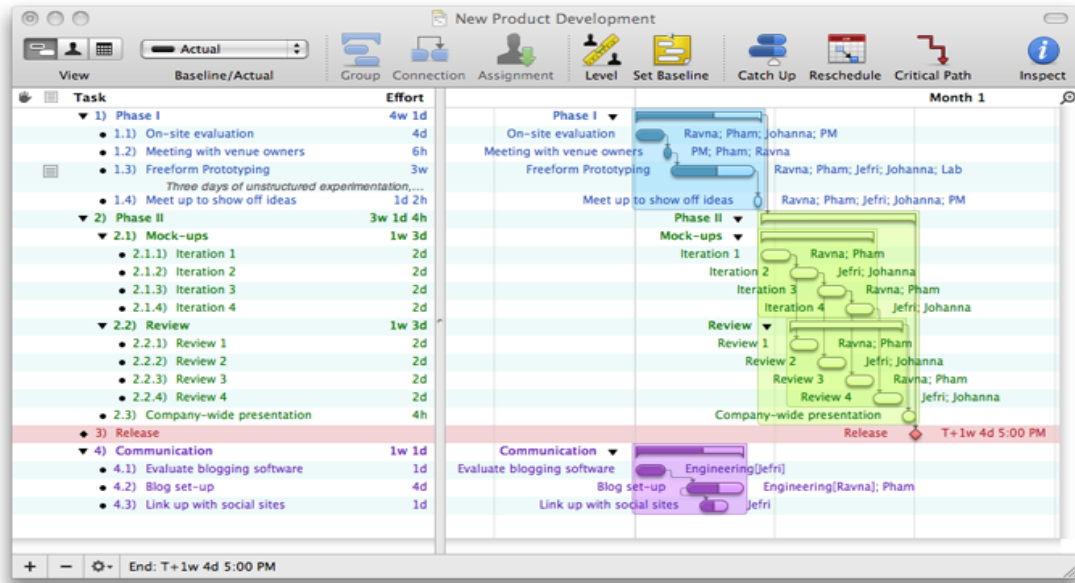 New Product Development
Actual
View Baseline/Actual Group Connection Assignment Level Set Baseline Catch Up Reschedule Critical Path Inspect
Task Effort Month 1
1) Phase I 4w 1d Phase I
1.1) On-site evaluation 4d On-site evaluation Ravna; Pham; Johanna; PM
1.2) Meeting with venue owners 6h Meeting with venue owners PM; Pham; Ravna
1.3) Freeform Prototyping 3w Freeform Prototyping Ravna; Pham; Jefri; Johanna; Lab
Three days of unstructured experimentation,...
1.4) Meet up to show off ideas 1d 2h Meet up to show off ideas Ravna; Pham; Jefri; Johanna; PM
2) Phase II 3w 1d 4h Phase II
2.1) Mock-ups 1w 3d Mock-ups
2.1.1) Iteration 1 2d Iteration 1 Ravna; Pham
2.1.2) Iteration 2 2d Iteration 2 Jefri; Johanna
2.1.3) Iteration 3 2d Iteration 3 Ravna; Pham
2.1.4) Iteration 4 2d Iteration 4 Jefri; Johanna
2.2) Review 1w 3d Review
2.2.1) Review 1 2d Review 1 Ravna; Pham
2.2.2) Review 2 2d Review 2 Jefri; Johanna
2.2.3) Review 3 2d Review 3 Ravna; Pham
2.2.4) Review 4 2d Review 4 Jefri; Johanna
2.3) Company-wide presentation 4h Company-wide presentation
3) Release Release T+1w 4d 5:00 PM
4) Communication 1w 1d Communication
4.1) Evaluate blogging software 1d Evaluate blogging software Engineering[Jefri]
4.2) Blog set-up 4d Blog set-up Engineering[Ravna]; Pham
4.3) Link up with social sites 1d Link up with social sites Jefri
End: T+1w 4d 5:00 PM